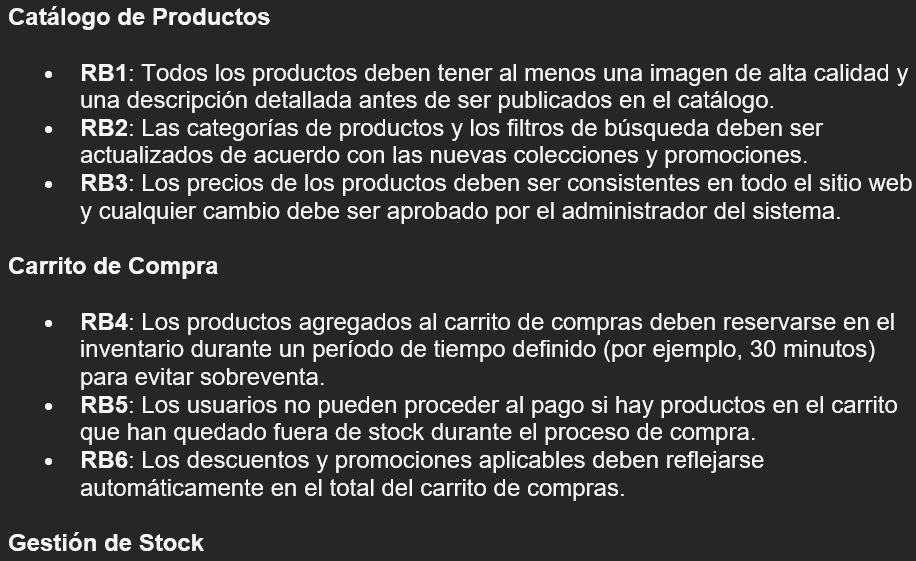 Catálogo de Productos
• RB1: Todos los productos deben tener al menos una imagen de alta calidad y
una descripción detallada antes de ser publicados en el catálogo.
• RB2: Las categorías de productos y los filtros de búsqueda deben ser
actualizados de acuerdo con las nuevas colecciones y promociones.
• RB3: Los precios de los productos deben ser consistentes en todo el sitio web
y cualquier cambio debe ser aprobado por el administrador del sistema.
Carrito de Compra
• RB4: Los productos agregados al carrito de compras deben reservarse en el
inventario durante un período de tiempo definido (por ejemplo, 30 minutos)
para evitar sobreventa.
• RB5: Los usuarios no pueden proceder al pago si hay productos en el carrito
que han quedado fuera de stock durante el proceso de compra.
• RB6: Los descuentos y promociones aplicables deben reflejarse
automáticamente en el total del carrito de compras.
Gestión de Stock